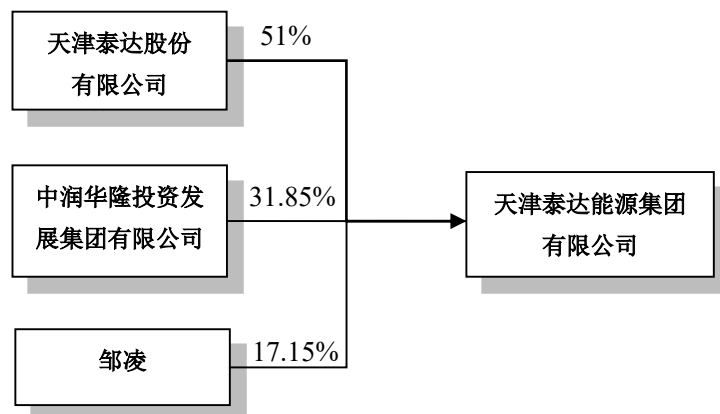 天津泰达股份
有限公司
51%
中润华隆投资发
展集团有限公司
31.85%
邹凌
17.15%
天津泰达能源集团
有限公司